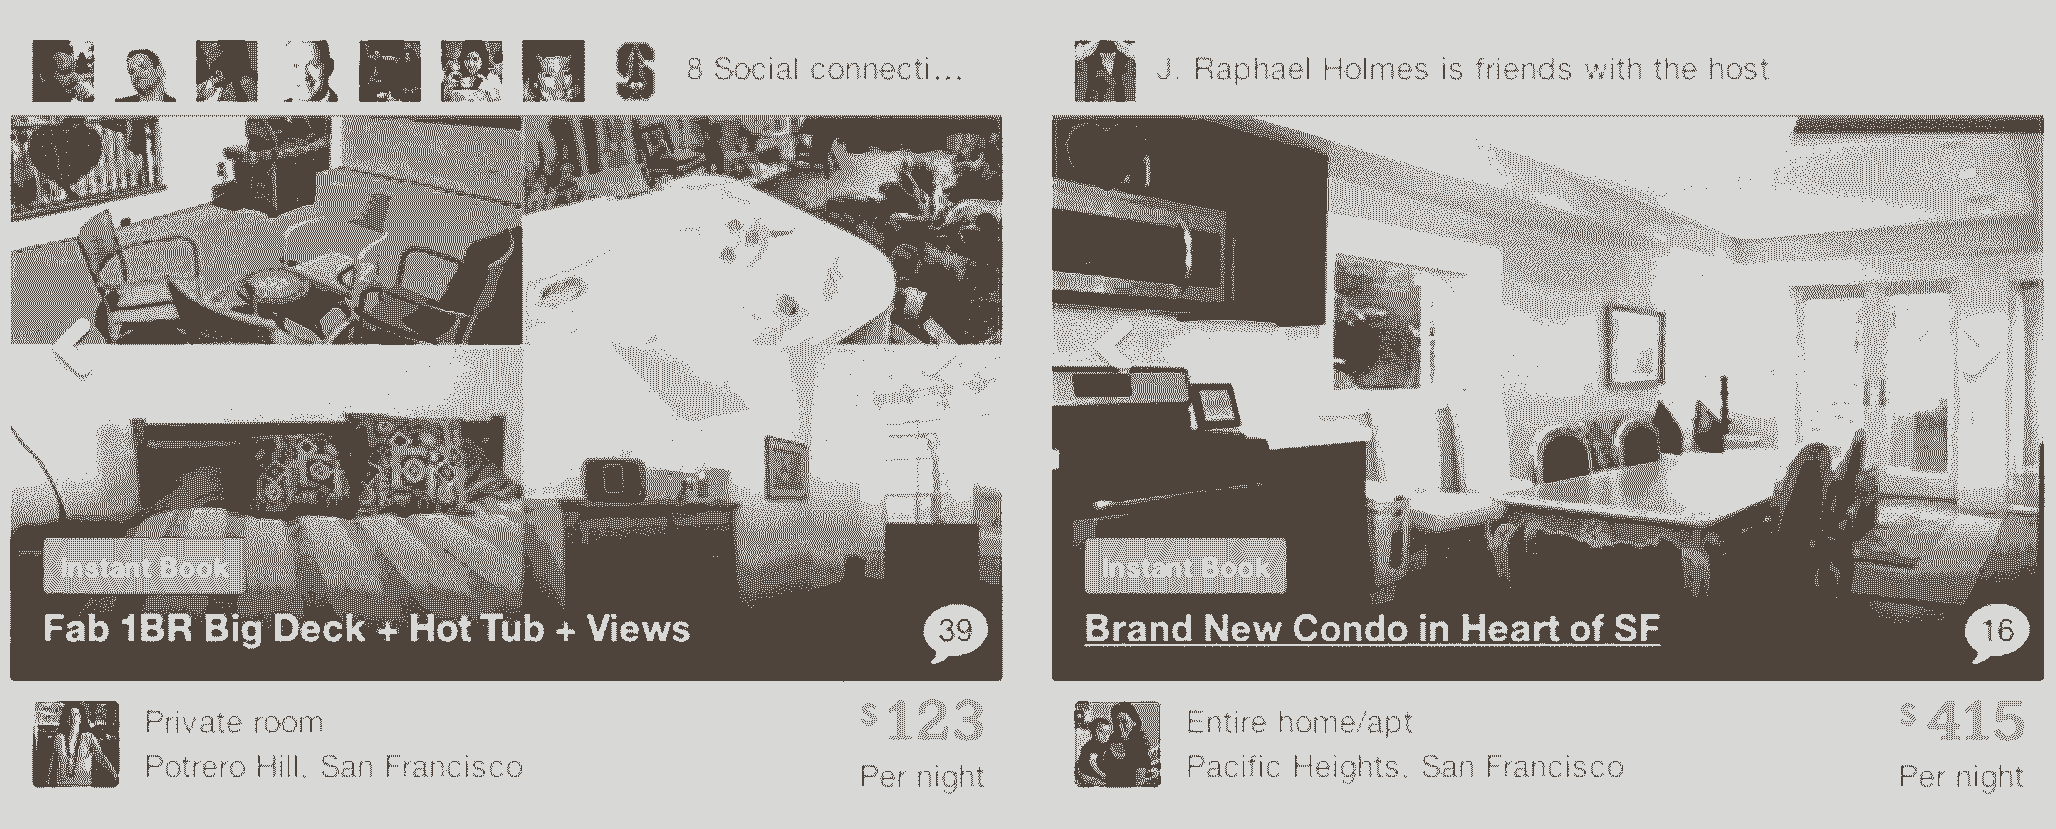 8 Social connecti...
Instant Book
Fab 1BR Big Deck + Hot Tub + Views
39
Private room
Potrero Hill, San Francisco
$123
Per night
J. Raphael Holmes is friends with the host
Instant Book
Brand New Condo in Heart of SF
16
Entire home/apt
Pacific Heights, San Francisco
$415
Per night